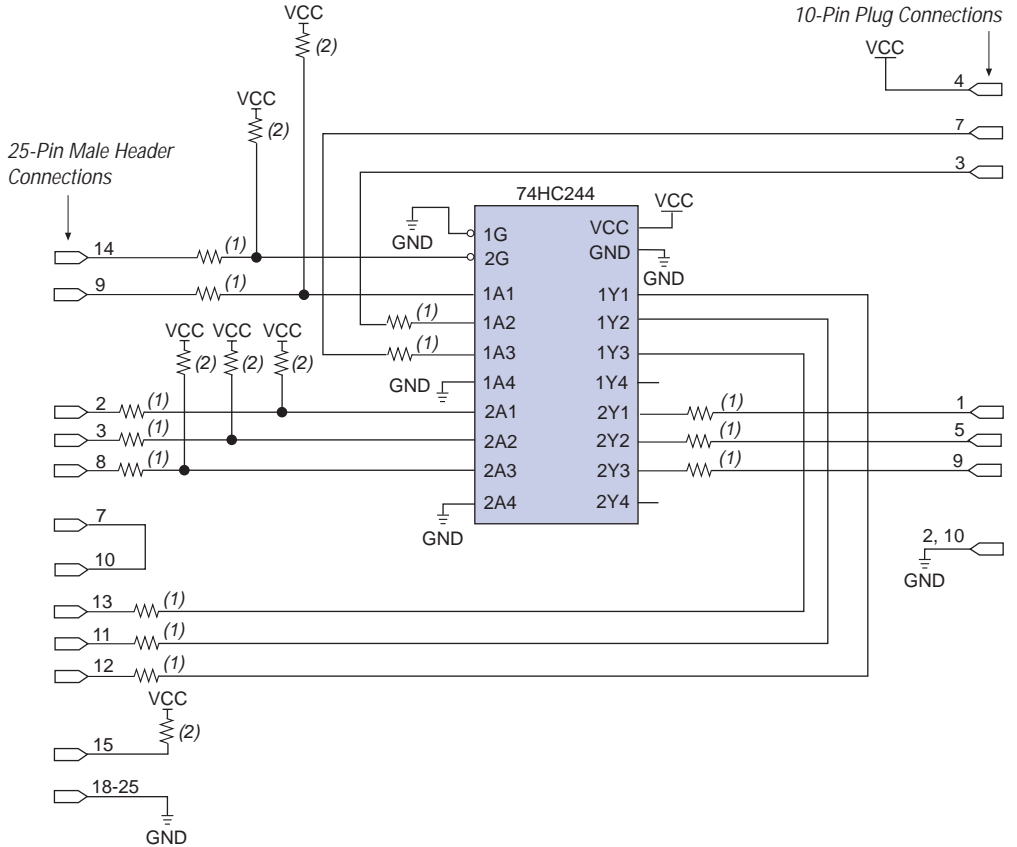 VCC
(2)
10-Pin Plug Connections
VCC
4
VCC
(2)
7
25-Pin Male Header
Connections
3
74HC244
VCC
GND
1G
VCC
14
(1)
2G
GND
GND
9
(1)
1A1
1Y1
(1)
1A2
1Y2
VCC
VCC
VCC
(2)
(2)
(2)
(1)
1A3
1Y3
GND
1A4
1Y4
2
(1)
2A1
2Y1
(1)
1
3
(1)
2A2
2Y2
(1)
5
8
(1)
2A3
2Y3
(1)
9
2A4
2Y4
GND
7
10
2, 10
GND
13
(1)
11
(1)
12
(1)
VCC
(2)
15
18-25
GND